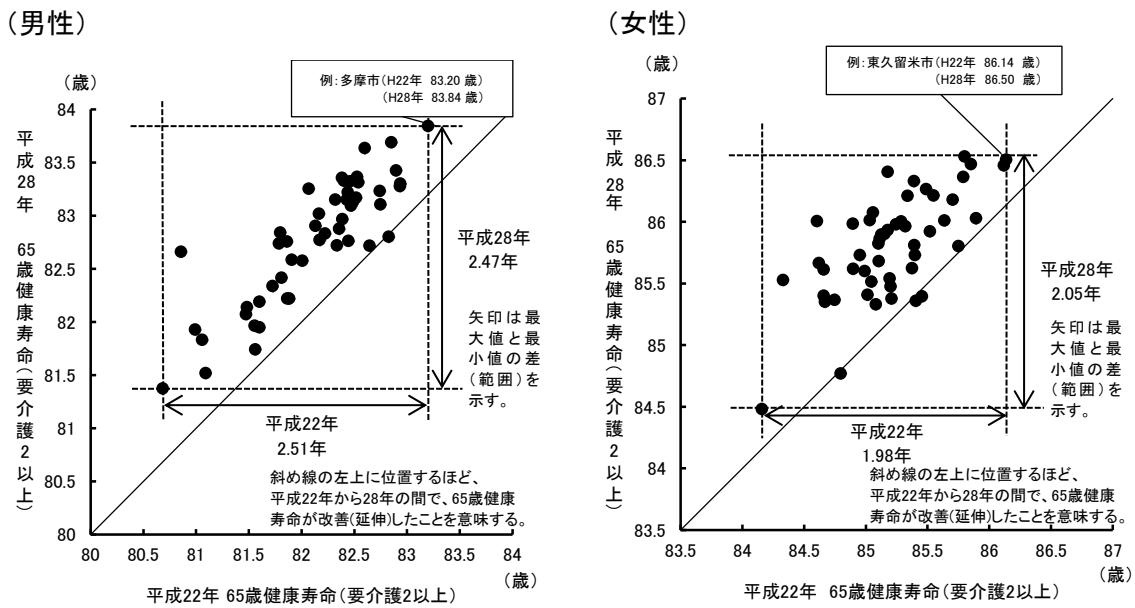 （男性）
（歳）
例：多摩市（H22年 83.20 歳）
（H28年 83.84 歳）
84
83.5
83
82.5
82
81.5
81
80.5
80
平成28年 65歳健康寿命（要介護2以上）
平成28年
2.47年
矢印は最
大値と最
小値の差
（範囲）を
示す。
平成22年
2.51年
斜め線の左上に位置するほど、
平成22年から28年の間で、65歳健康
寿命が改善（延伸）したことを意味する。
80 80.5 81 81.5 82 82.5 83 83.5 84
（歳）
平成22年 65歳健康寿命（要介護2以上）
（女性）
（歳）
例：東久留米市（H22年 86.14 歳）
（H28年 86.50 歳）
87
86.5
86
85.5
85
84.5
84
83.5
平成28年 65歳健康寿命（要介護2以上）
平成28年
2.05年
矢印は最
大値と最
小値の差
（範囲）を
示す。
平成22年
1.98年
斜め線の左上に位置するほど、
平成22年から28年の間で、65歳健康
寿命が改善（延伸）したことを意味する。
83.5 84 84.5 85 85.5 86 86.5 87
（歳）
平成22年 65歳健康寿命（要介護2以上）